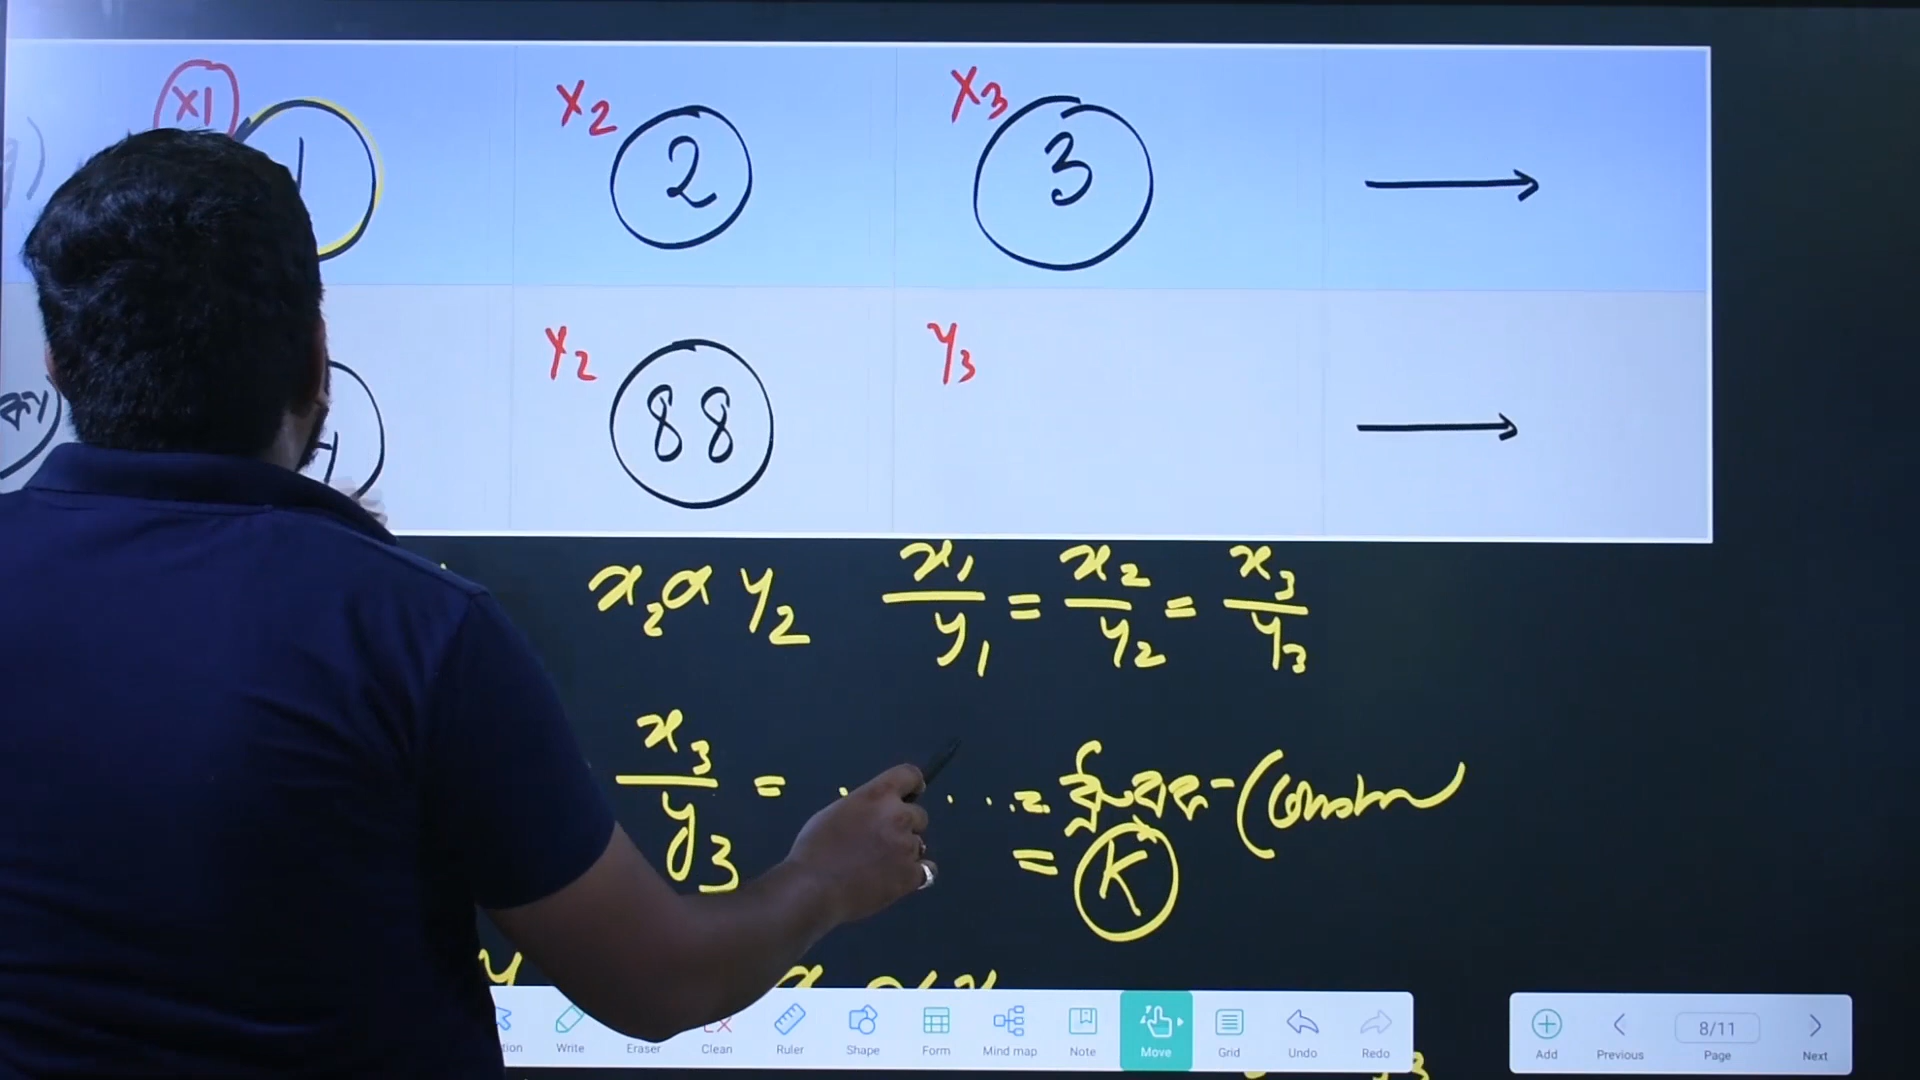 X1 1 X2 2 X3 3 →
Y2 88 Y3 →
x₂ α y₂ x₁/y₁ = x₂/y₂ = x₃/y₃
x₃/y₃ = . . . . . = ধ্রুবক-(
= K
Write Eraser Clean Ruler Shape Form Mind map Note Move Grid Undo Redo Add Previous 8/11 Page Next